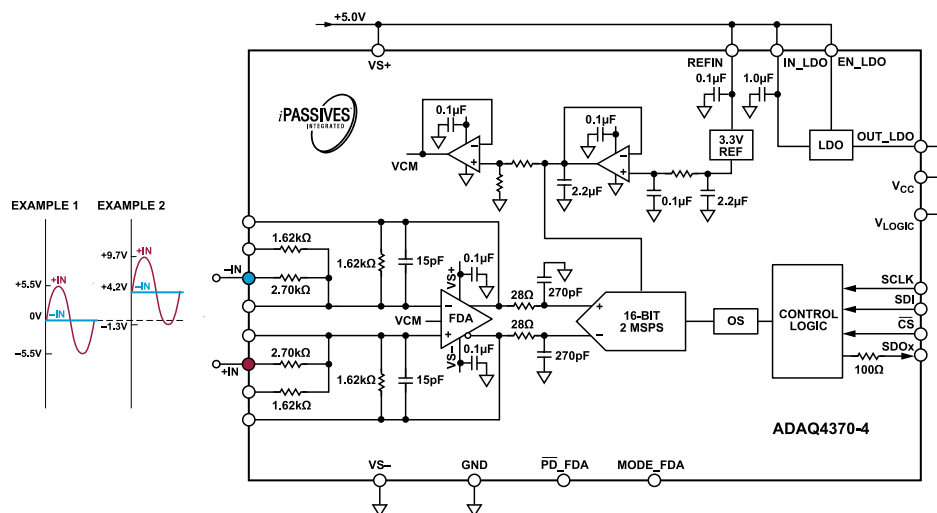 +5.0V
VS+
REFIN
IN_LDO
EN_LDO
0.1µF
1.0µF
iPASSIVES™
INTEGRATED
0.1µF
0.1µF
3.3V
REF
LDO
OUT_LDO
VCM
2.2µF
0.1µF
2.2µF
VCC
VLOGIC
EXAMPLE 1
EXAMPLE 2
+IN
+9.7V
+IN
+5.5V
+4.2V
–IN
0V
–IN
–1.3V
–5.5V
1.62kΩ
–IN
2.70kΩ
1.62kΩ
15pF
VS+
0.1µF
28Ω
270pF
VCM
FDA
28Ω
16-BIT
2 MSPS
OS
CONTROL
LOGIC
SCLK
SDI
CS
SDOx
100Ω
+IN
2.70kΩ
1.62kΩ
1.62kΩ
15pF
VS–
0.1µF
270pF
ADAQ4370-4
VS–
GND
PD_FDA
MODE_FDA